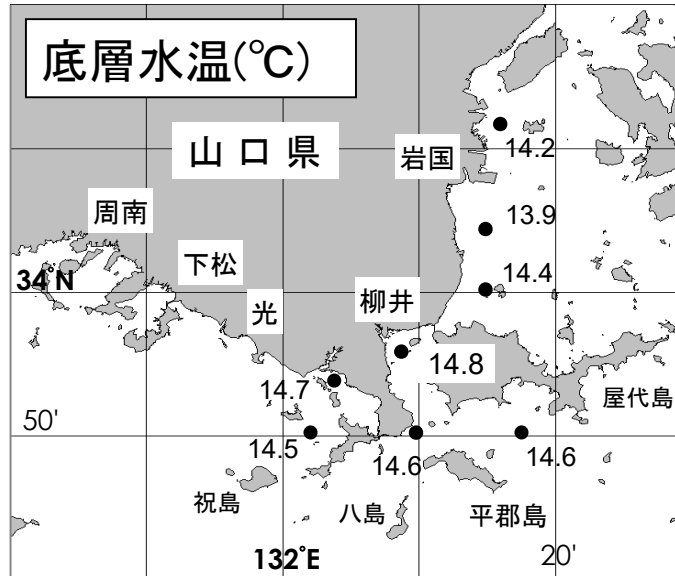 底層水温(℃)
山口県
岩国
14.2
周南
13.9
下松
34°N
14.4
光
柳井
14.8
14.7
屋代島
50'
14.5
14.6
14.6
祝島
八島
平郡島
132°E
20'